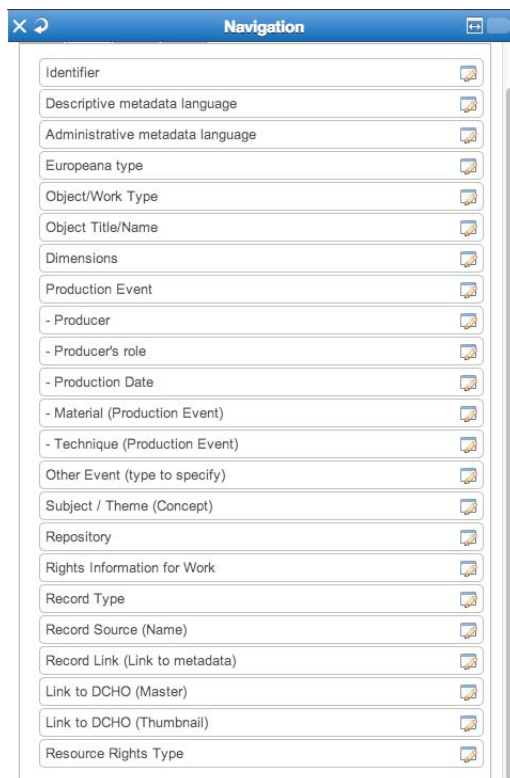 Navigation
Identifier
Descriptive metadata language
Administrative metadata language
Europeana type
Object/Work Type
Object Title/Name
Dimensions
Production Event
- Producer
- Producer's role
- Production Date
- Material (Production Event)
- Technique (Production Event)
Other Event (type to specify)
Subject / Theme (Concept)
Repository
Rights Information for Work
Record Type
Record Source (Name)
Record Link (Link to metadata)
Link to DCHO (Master)
Link to DCHO (Thumbnail)
Resource Rights Type